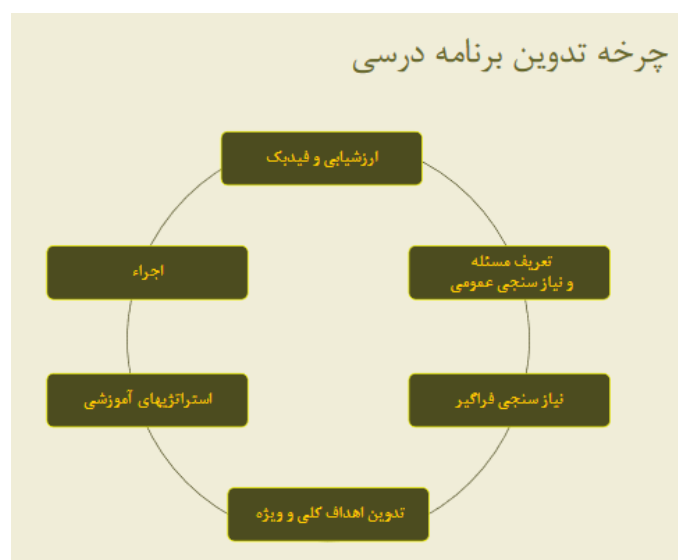 چرخه تدوین برنامه درسی
ارزشیابی و فیدبک
تعریف مسئله
و نیاز سنجی عمومی
نیاز سنجی فراگیر
تدوین اهداف کلی و ویژه
استراتژیهای آموزشی
اجراء